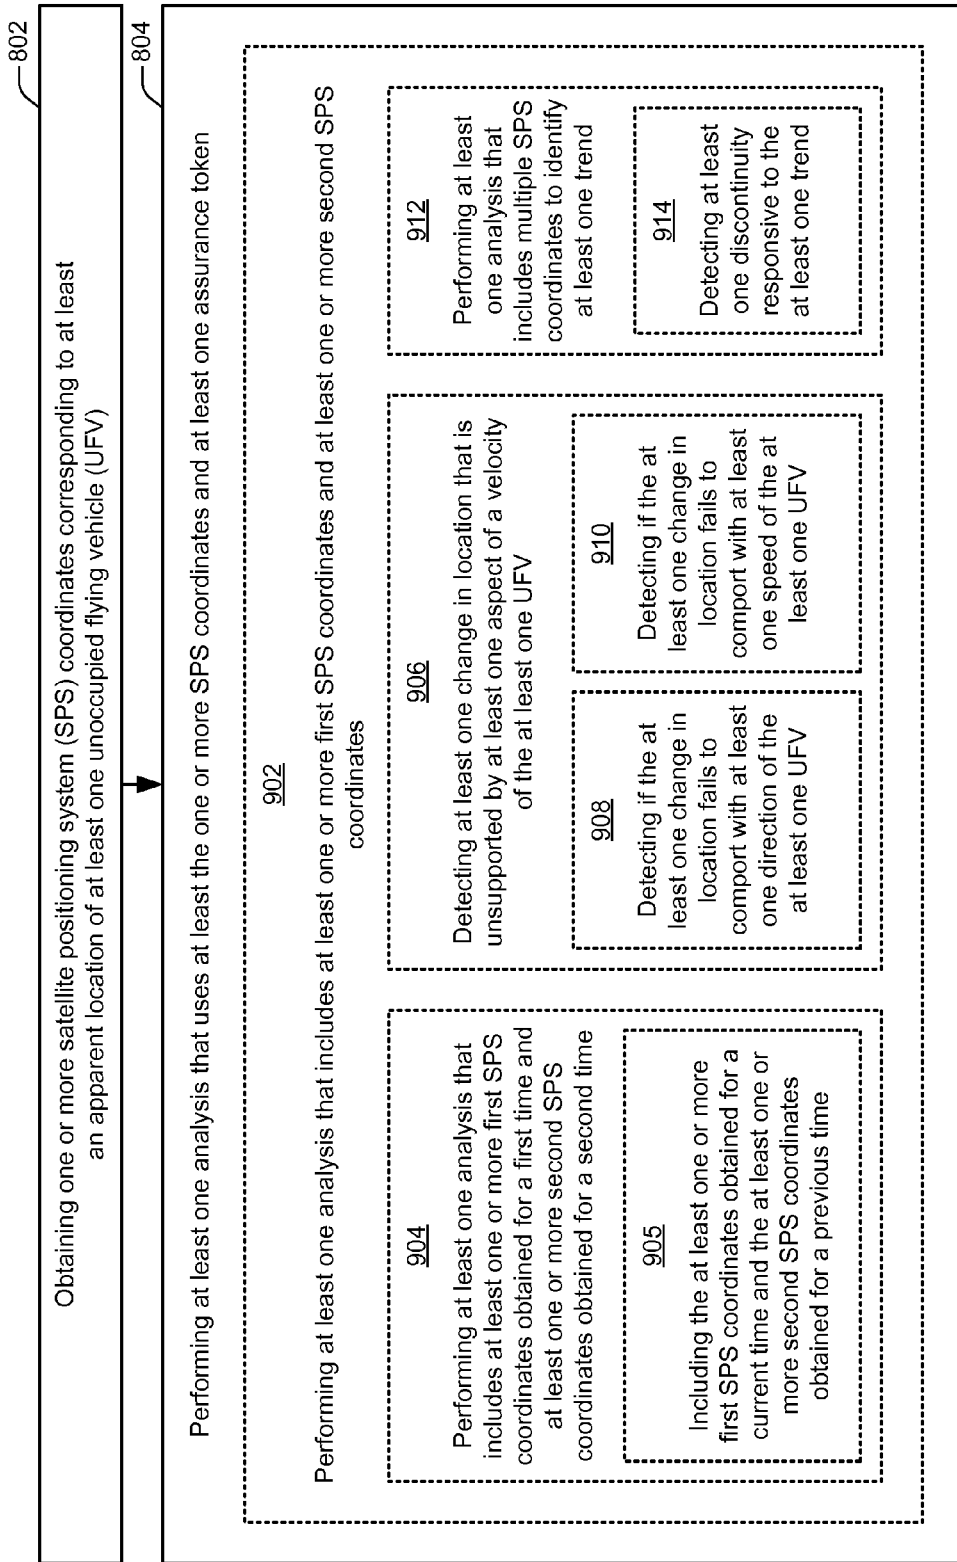 802
Obtaining one or more satellite positioning system (SPS) coordinates corresponding to at least
an apparent location of at least one unoccupied flying vehicle (UFV)
804
Performing at least one analysis that uses at least the one or more SPS coordinates and at least one assurance token
902
Performing at least one analysis that includes at least one or more first SPS coordinates and at least one or more second SPS
coordinates
904
Performing at least one analysis that
includes at least one or more first SPS
coordinates obtained for a first time and
at least one or more second SPS
coordinates obtained for a second time
905
Including the at least one or more
first SPS coordinates obtained for a
current time and the at least one or
more second SPS coordinates
obtained for a previous time
906
Detecting at least one change in location that is
unsupported by at least one aspect of a velocity
of the at least one UFV
908
Detecting if the at
least one change in
location fails to
comport with at least
one direction of the
at least one UFV
910
Detecting if the at
least one change in
location fails to
comport with at least
one speed of the at
least one UFV
912
Performing at least
one analysis that
includes multiple SPS
coordinates to identify
at least one trend
914
Detecting at least
one discontinuity
responsive to the
at least one trend